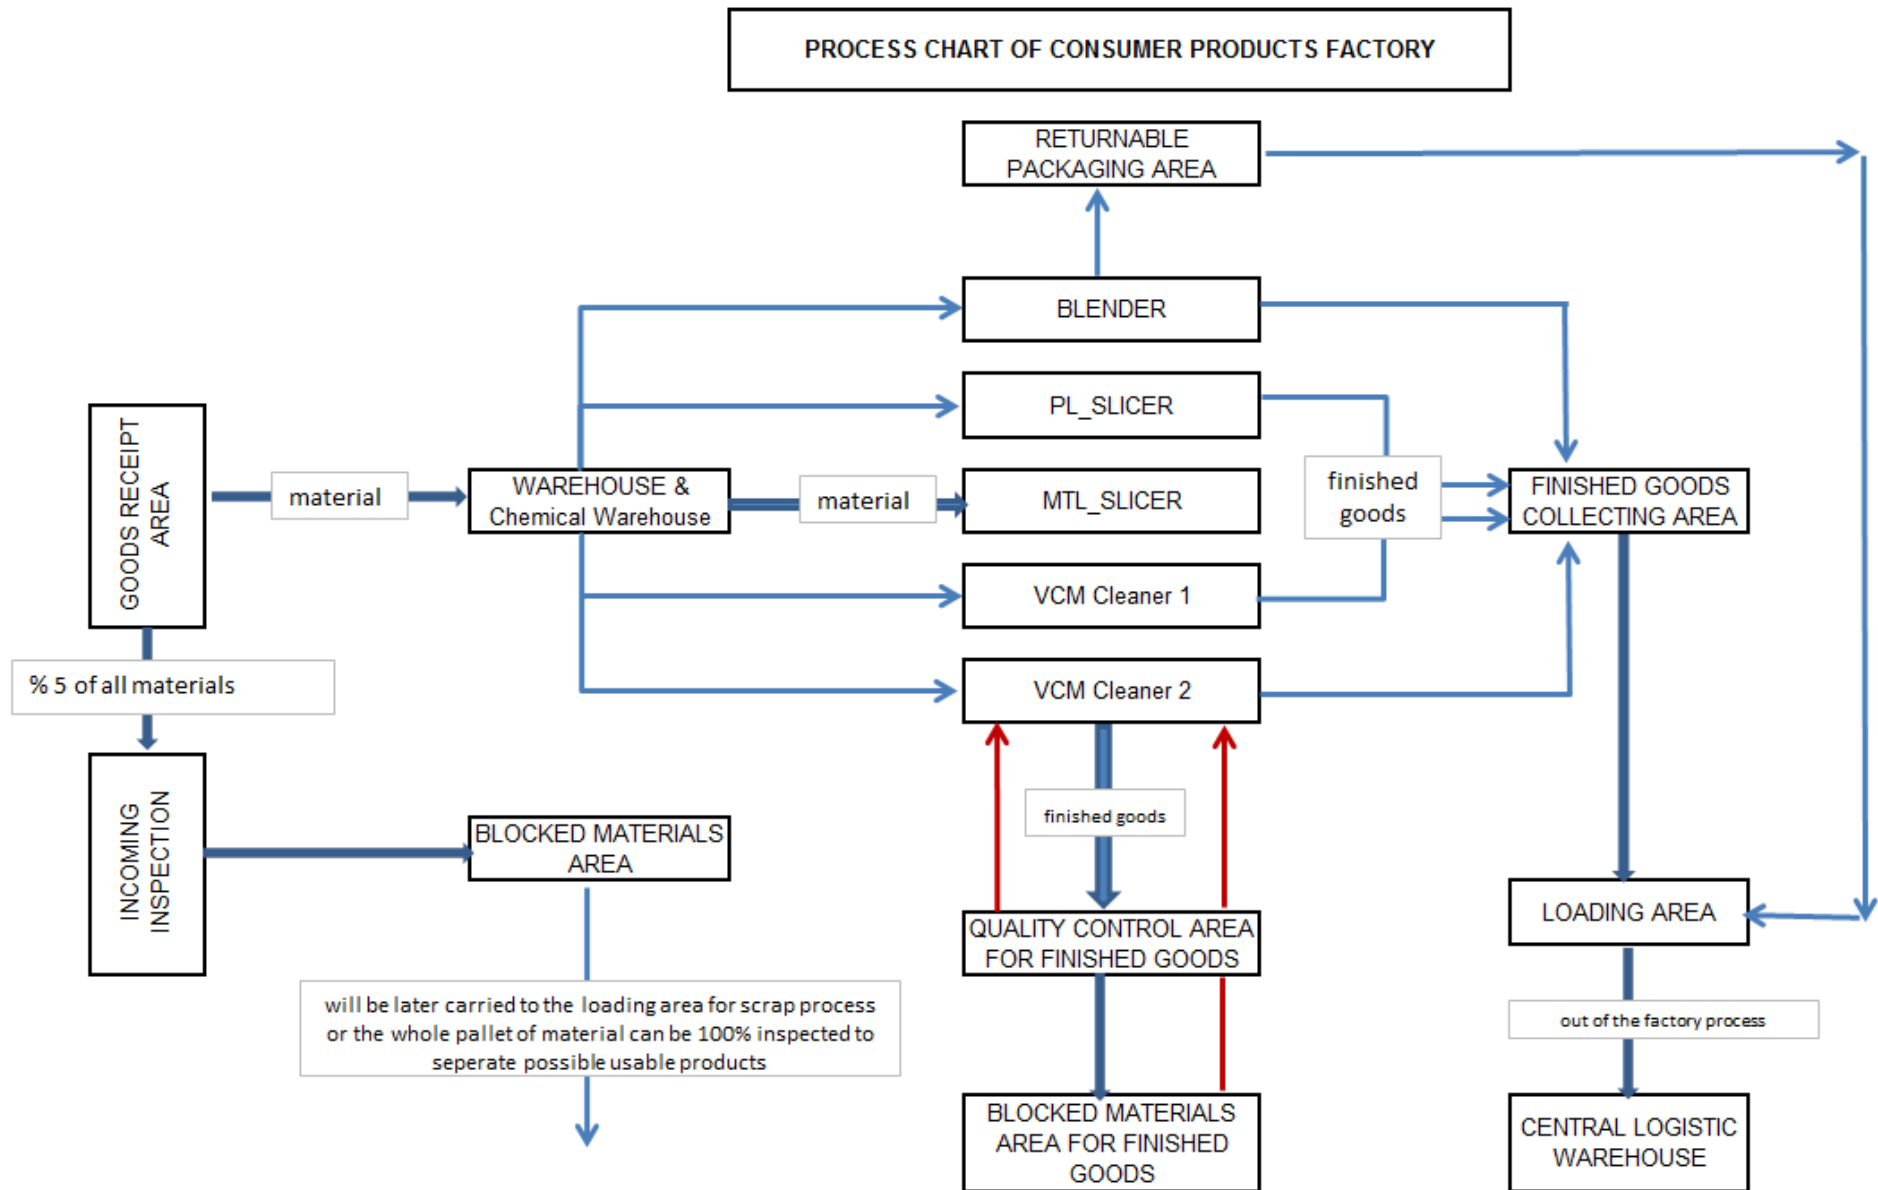 PROCESS CHART OF CONSUMER PRODUCTS FACTORY
RETURNABLE
PACKAGING AREA
BLENDER
PL_SLICER
GOODS RECEIPT
AREA
material
WAREHOUSE &
Chemical Warehouse
material
MTL_SLICER
finished
goods
FINISHED GOODS
COLLECTING AREA
VCM Cleaner 1
% 5 of all materials
VCM Cleaner 2
INCOMING
INSPECTION
BLOCKED MATERIALS
AREA
finished goods
QUALITY CONTROL AREA
FOR FINISHED GOODS
LOADING AREA
will be later carried to the loading area for scrap process
or the whole pallet of material can be 100% inspected to
seperate possible usable products
out of the factory process
BLOCKED MATERIALS
AREA FOR FINISHED
GOODS
CENTRAL LOGISTIC
WAREHOUSE